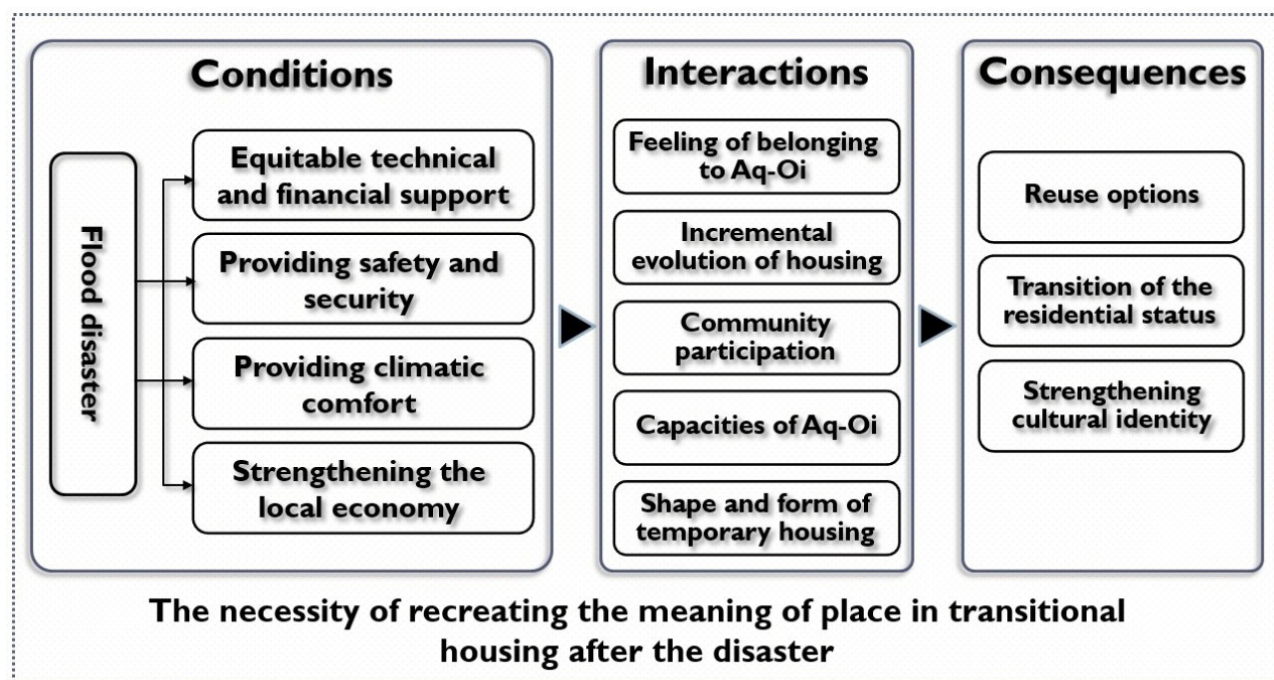 Conditions
Flood disaster
Equitable technical
and financial support
Providing safety and
security
Providing climatic
comfort
Strengthening the
local economy
Interactions
Feeling of belonging
to Aq-Oi
Incremental
evolution of housing
Community
participation
Capacities of Aq-Oi
Shape and form of
temporary housing
Consequences
Reuse options
Transition of the
residential status
Strengthening
cultural identity
The necessity of recreating the meaning of place in transitional
housing after the disaster